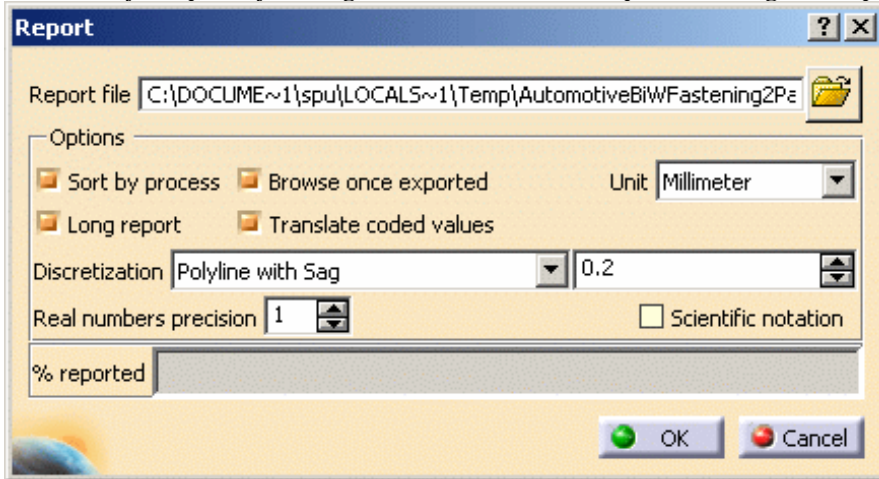 Report
Report file C:\DOCUME~1\spu\LOCALS~1\Temp\AutomotiveBiWFastening2Pa
Options
Sort by process Browse once exported Unit Millimeter
Long report Translate coded values
Discretization Polyline with Sag 0.2
Real numbers precision 1 Scientific notation
% reported
OK Cancel